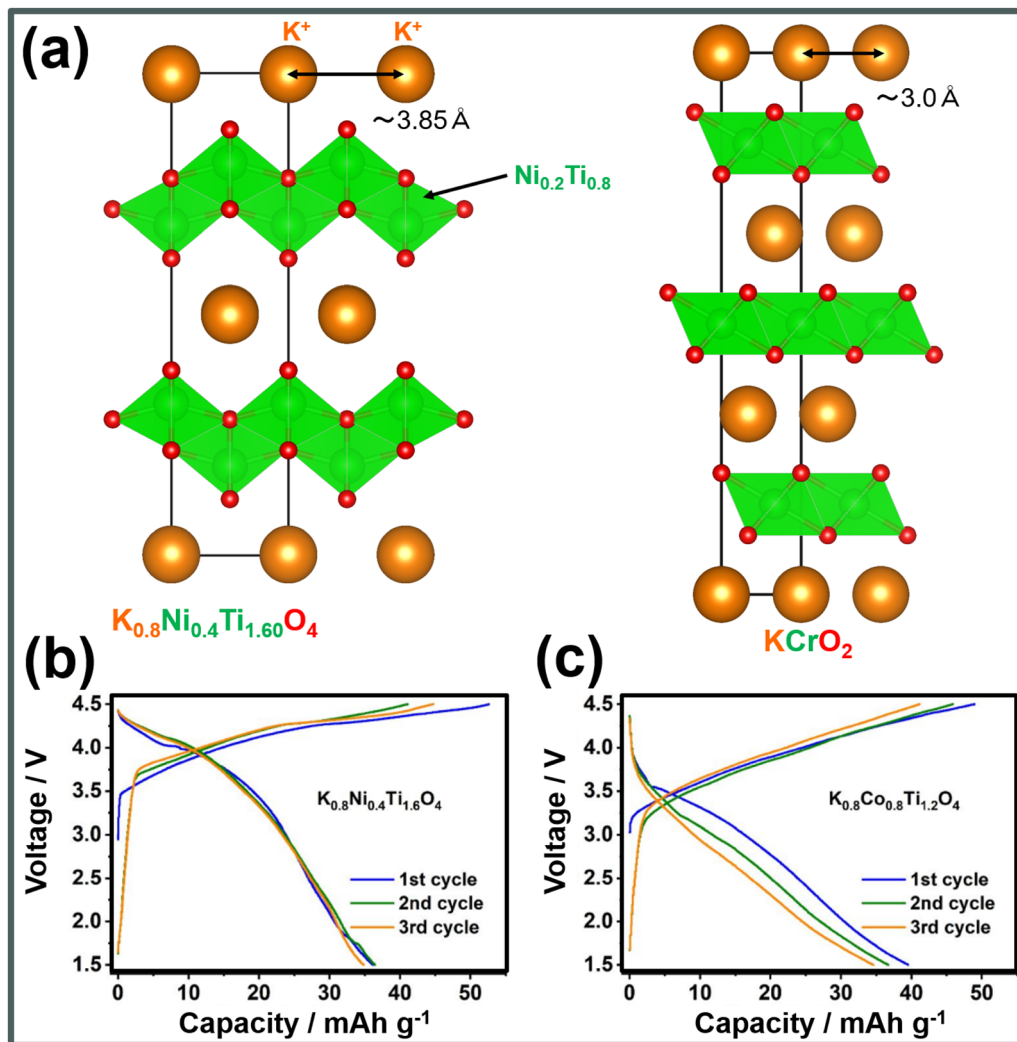 (a)
K⁺ K⁺
~3.85 Å
~3.0 Å
Ni₀.₂Ti₀.₈
K₀.₈Ni₀.₄Ti₁.₆₀O₄
KCrO₂
(b)
4.5
4.0
3.5
3.0
2.5
2.0
1.5
Voltage / V
K₀.₈Ni₀.₄Ti₁.₆O₄
1st cycle
2nd cycle
3rd cycle
0 10 20 30 40 50
Capacity / mAh g⁻¹
(c)
4.5
4.0
3.5
3.0
2.5
2.0
1.5
Voltage / V
K₀.₈Co₀.₈Ti₁.₂O₄
1st cycle
2nd cycle
3rd cycle
0 10 20 30 40 50
Capacity / mAh g⁻¹